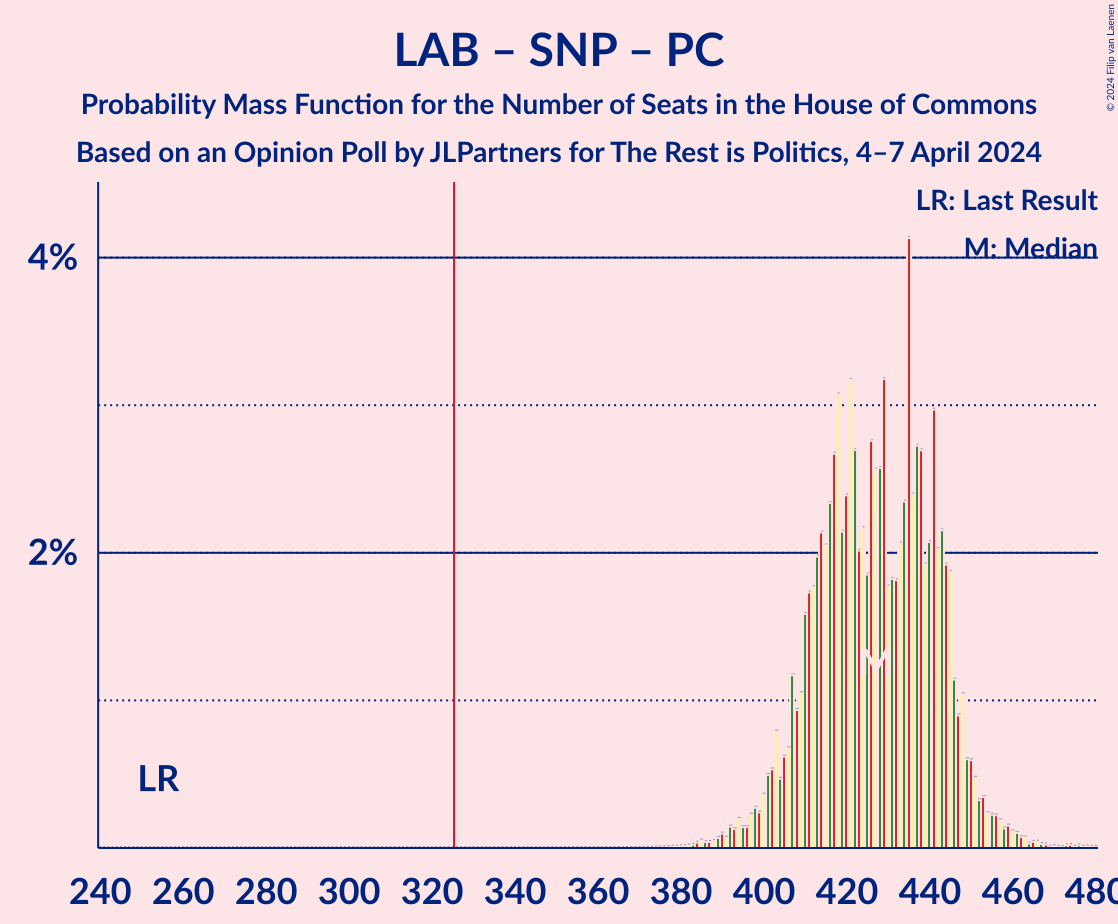 LAB – SNP – PC
Probability Mass Function for the Number of Seats in the House of Commons
Based on an Opinion Poll by JLPartners for The Rest is Politics, 4–7 April 2024
© 2024 Filip van Laenen
LR: Last Result
M: Median
4%
2%
M
LR
240 260 280 300 320 340 360 380 400 420 440 460 480